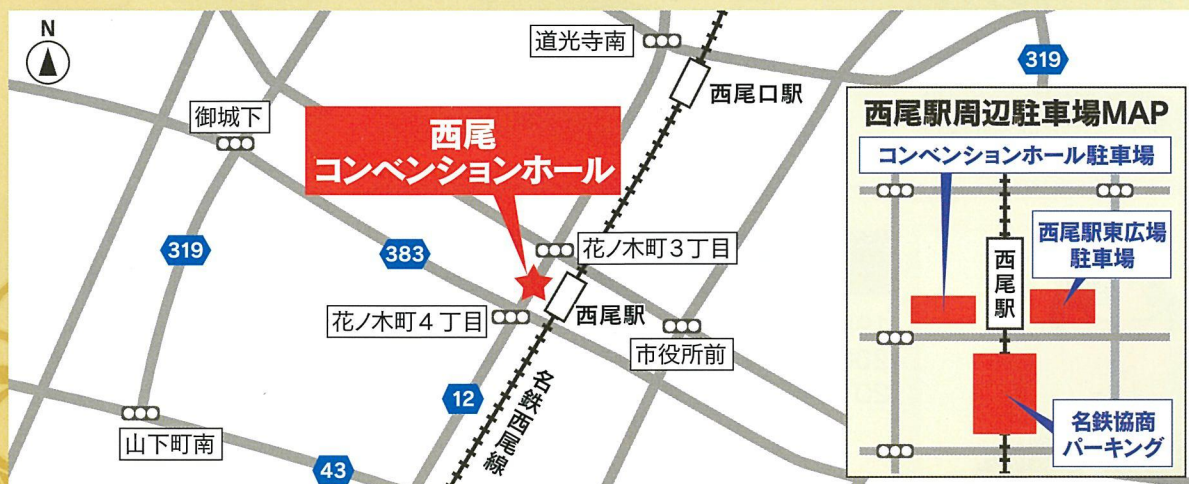 N
道光寺南
319
西尾口駅
御城下
西尾
コンベンションホール
319
383
花ノ木町3丁目
花ノ木町4丁目
西尾駅
市役所前
12
名鉄西尾線
山下町南
43
西尾駅周辺駐車場MAP
コンベンションホール駐車場
西尾駅東広場
駐車場
西尾駅
名鉄協商
パーキング